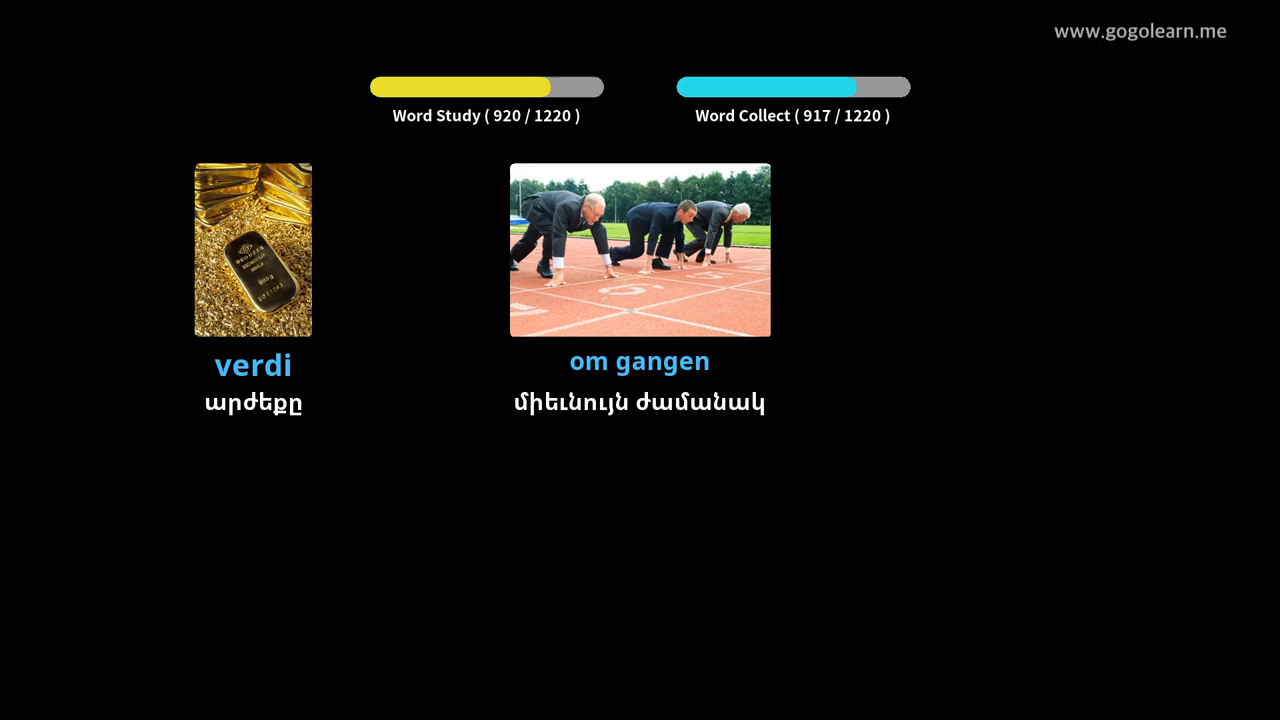 www.gogolearn.me
Word Study ( 920 / 1220 )
Word Collect ( 917 / 1220 )
verdi
արժեքը
om gangen
միեւնույն ժամանակ